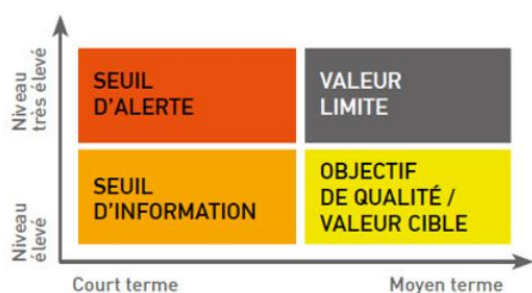 Niveau
très élevé
SEUIL
D'ALERTE
VALEUR
LIMITE
Niveau
élevé
SEUIL
D'INFORMATION
OBJECTIF
DE QUALITÉ /
VALEUR CIBLE
Court terme
Moyen terme